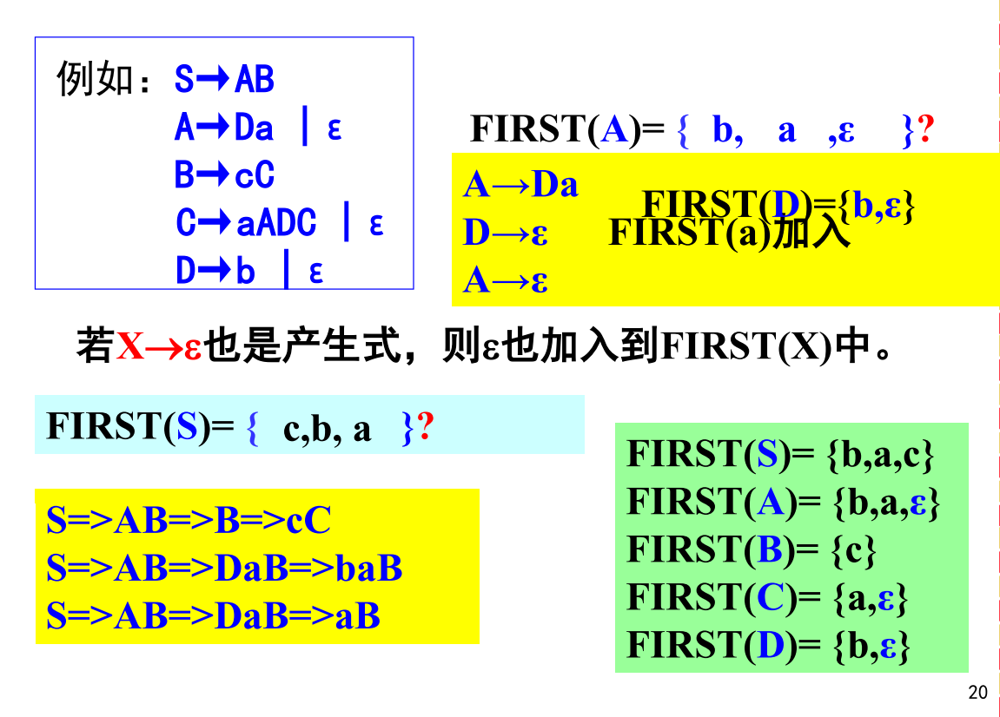 例如：S→AB
A→Da | ε
B→cC
C→aADC | ε
D→b | ε
FIRST(A)= { b, a ,ε }?
A→Da
FIRST(D)={b,ε}
D→ε FIRST(a)加入
A→ε
若X→ε也是产生式，则ε也加入到FIRST(X)中。
FIRST(S)= { c,b, a }?
S=>AB=>B=>cC
S=>AB=>DaB=>baB
S=>AB=>DaB=>aB
FIRST(S)= {b,a,c}
FIRST(A)= {b,a,ε}
FIRST(B)= {c}
FIRST(C)= {a,ε}
FIRST(D)= {b,ε}
20